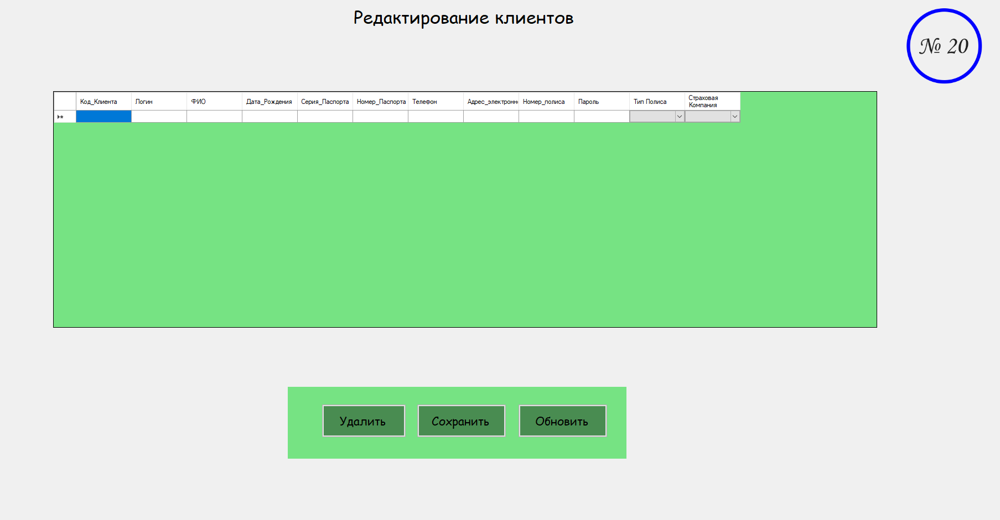 Редактирование клиентов
№ 20
Код_Клиента Логин ФИО Дата_Рождения Серия_Паспорта Номер_Паспорта Телефон Адрес_электронн Номер_полиса Пароль Тип Полиса Страховая Компания
Удалить Сохранить Обновить